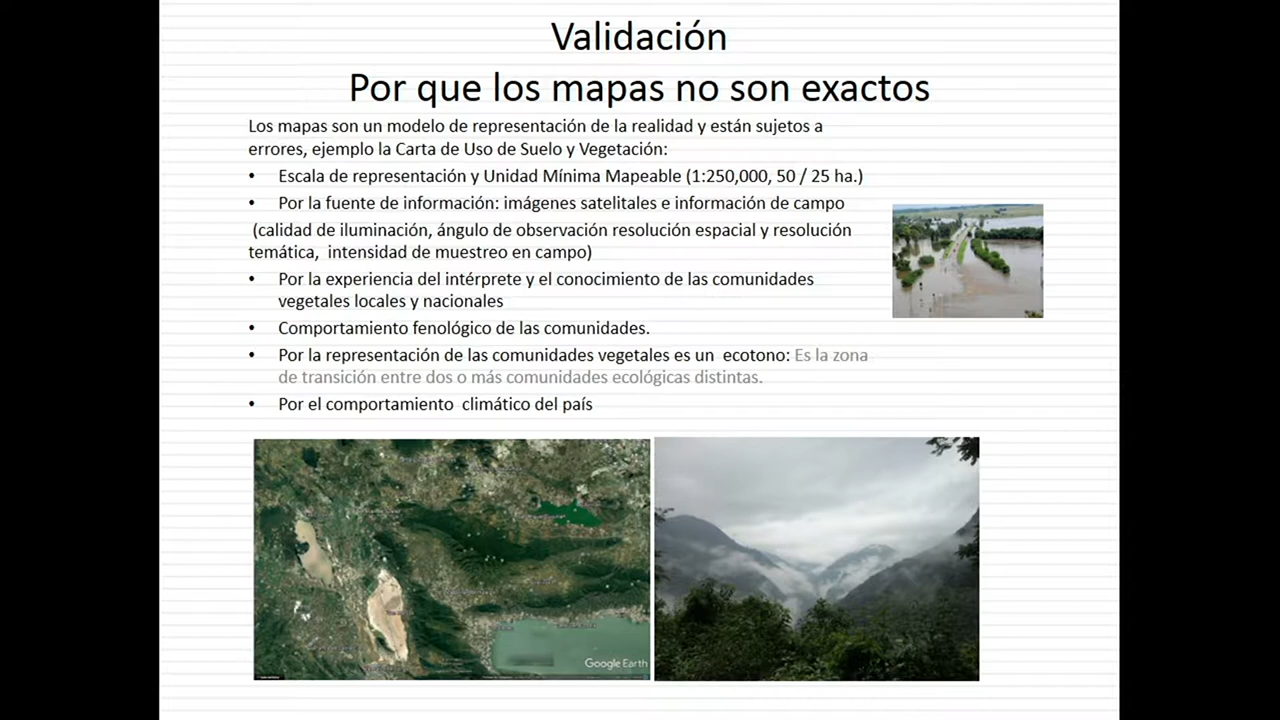 Validación
Por que los mapas no son exactos
Los mapas son un modelo de representación de la realidad y están sujetos a
errores, ejemplo la Carta de Uso de Suelo y Vegetación:
• Escala de representación y Unidad Mínima Mapeable (1:250,000, 50 / 25 ha.)
• Por la fuente de información: imágenes satelitales e información de campo
(calidad de iluminación, ángulo de observación resolución espacial y resolución
temática, intensidad de muestreo en campo)
• Por la experiencia del intérprete y el conocimiento de las comunidades
vegetales locales y nacionales
• Comportamiento fenológico de las comunidades.
• Por la representación de las comunidades vegetales es un ecotono: Es la zona
de transición entre dos o más comunidades ecológicas distintas.
• Por el comportamiento climático del país
Google Earth